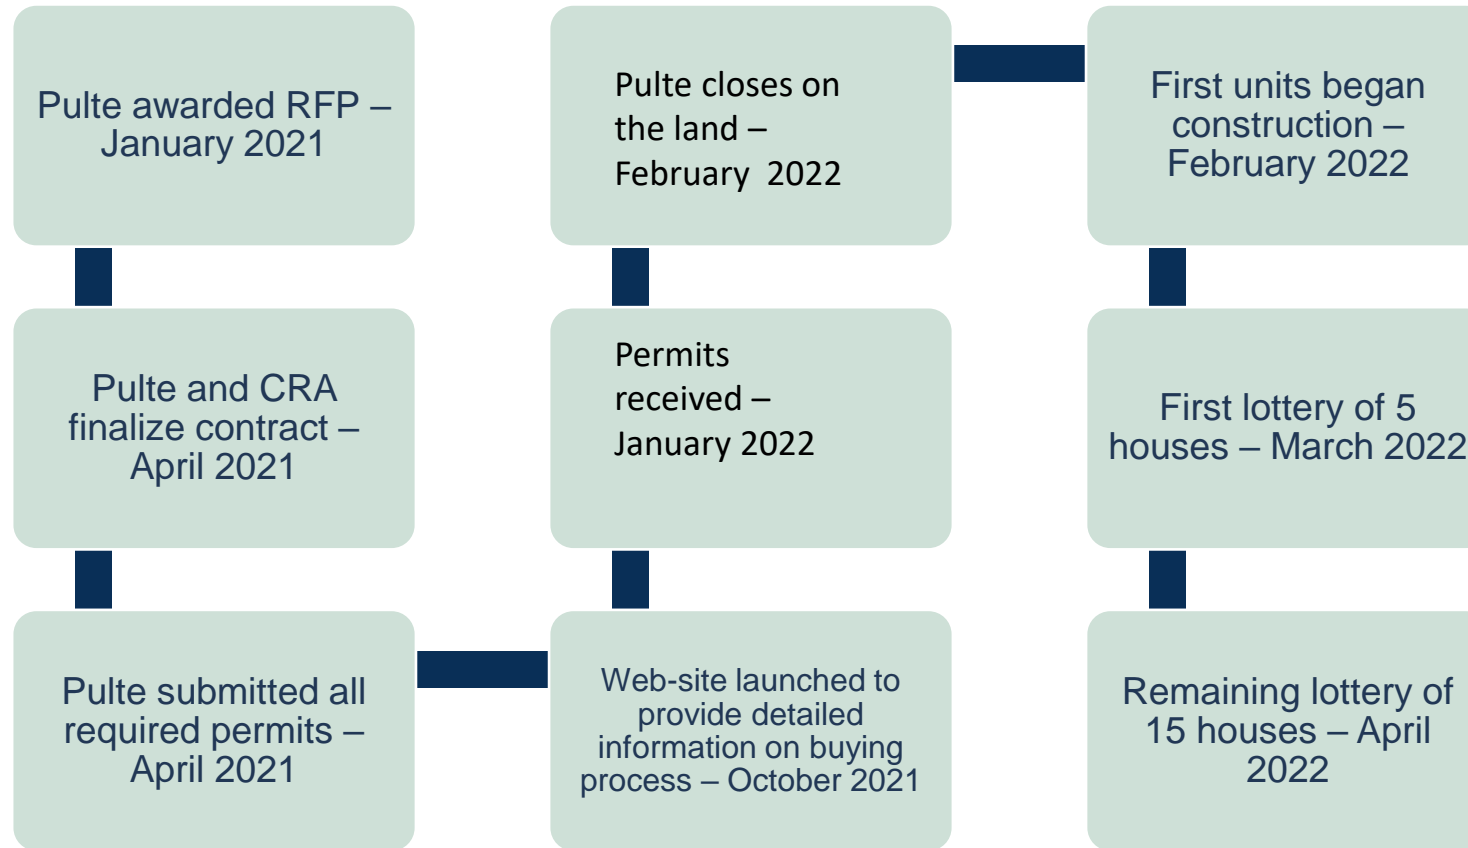 Pulte awarded RFP –
January 2021
Pulte and CRA
finalize contract –
April 2021
Pulte submitted all
required permits –
April 2021
Web-site launched to
provide detailed
information on buying
process – October 2021
Permits
received –
January 2022
Pulte closes on
the land –
February  2022
First units began
construction –
February 2022
First lottery of 5
houses – March 2022
Remaining lottery of
15 houses – April
2022